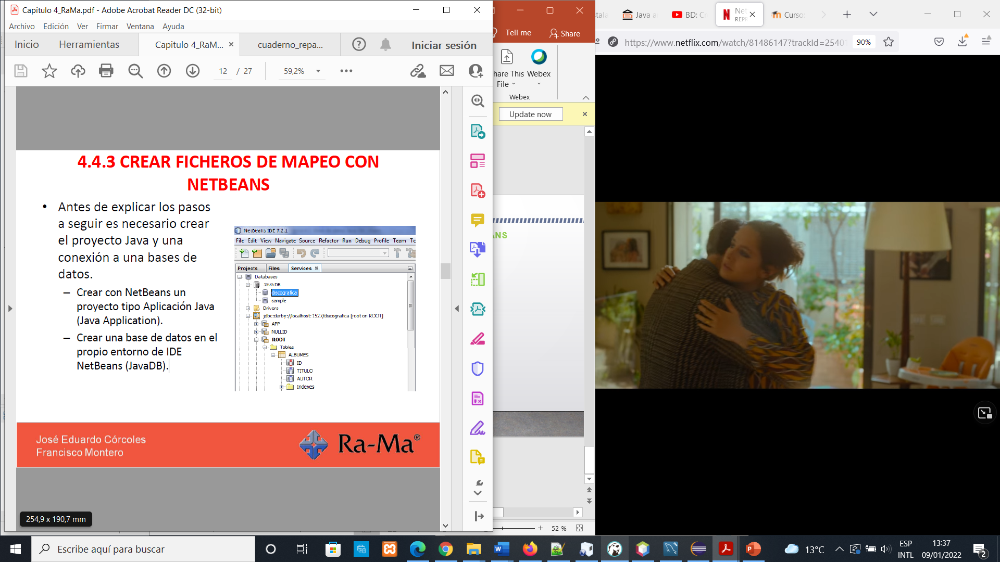 Capitulo 4_RaMa.pdf - Adobe Acrobat Reader DC (32-bit)
Archivo Edición Ver Firmar Ventana Ayuda
Inicio Herramientas Capitulo 4_RaM... cuaderno_repa... Iniciar sesión
12 / 27 59,2%
4.4.3 CREAR FICHEROS DE MAPEO CON
NETBEANS
• Antes de explicar los pasos
a seguir es necesario crear
el proyecto Java y una
conexión a una bases de
datos.
– Crear con NetBeans un
proyecto tipo Aplicación Java
(Java Application).
– Crear una base de datos en el
propio entorno de IDE
NetBeans (JavaDB).
NetBeans IDE 7.2.1
File Edit View Navigate Source Refactor Run Debug Profile Team
Projects Files Services
Databases
Java DB
discografica
sample
Drivers
jdbc:derby://localhost:1527/discografica [root on ROOT]
APP
NULLID
ROOT
Tables
ALBUMES
ID
TITULO
AUTOR
Indexes
José Eduardo Córcoles
Francisco Montero
Ra-Ma®
254,9 x 190,7 mm
Tell me Share
hare This
File
Webex
Webex
Update now
ANS
52 %
Java a
BD: Cr
Net
REPR
Curso:
https://www.netflix.com/watch/81486147?trackId=25401
90%
Escribe aquí para buscar
13°C
ESP
INTL
13:37
09/01/2022
2